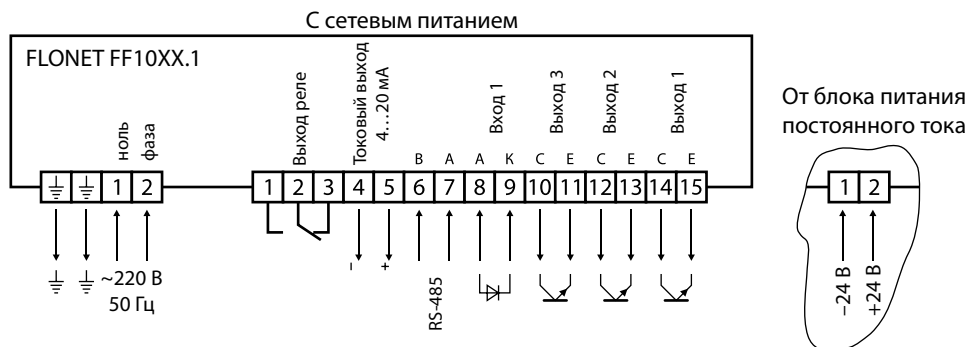 С сетевым питанием
FLONET FF10XX.1
ноль
фаза
Выход реле
Токовый выход
4...20 мА
Вход 1
Выход 3
Выход 2
Выход 1
B A A К C E C E C E
1 2
1 2 3 4 5 6 7 8 9 10 11 12 13 14 15
~220 В
50 Гц
– +
RS-485
От блока питания
постоянного тока
1 2
–24 В
+24 В